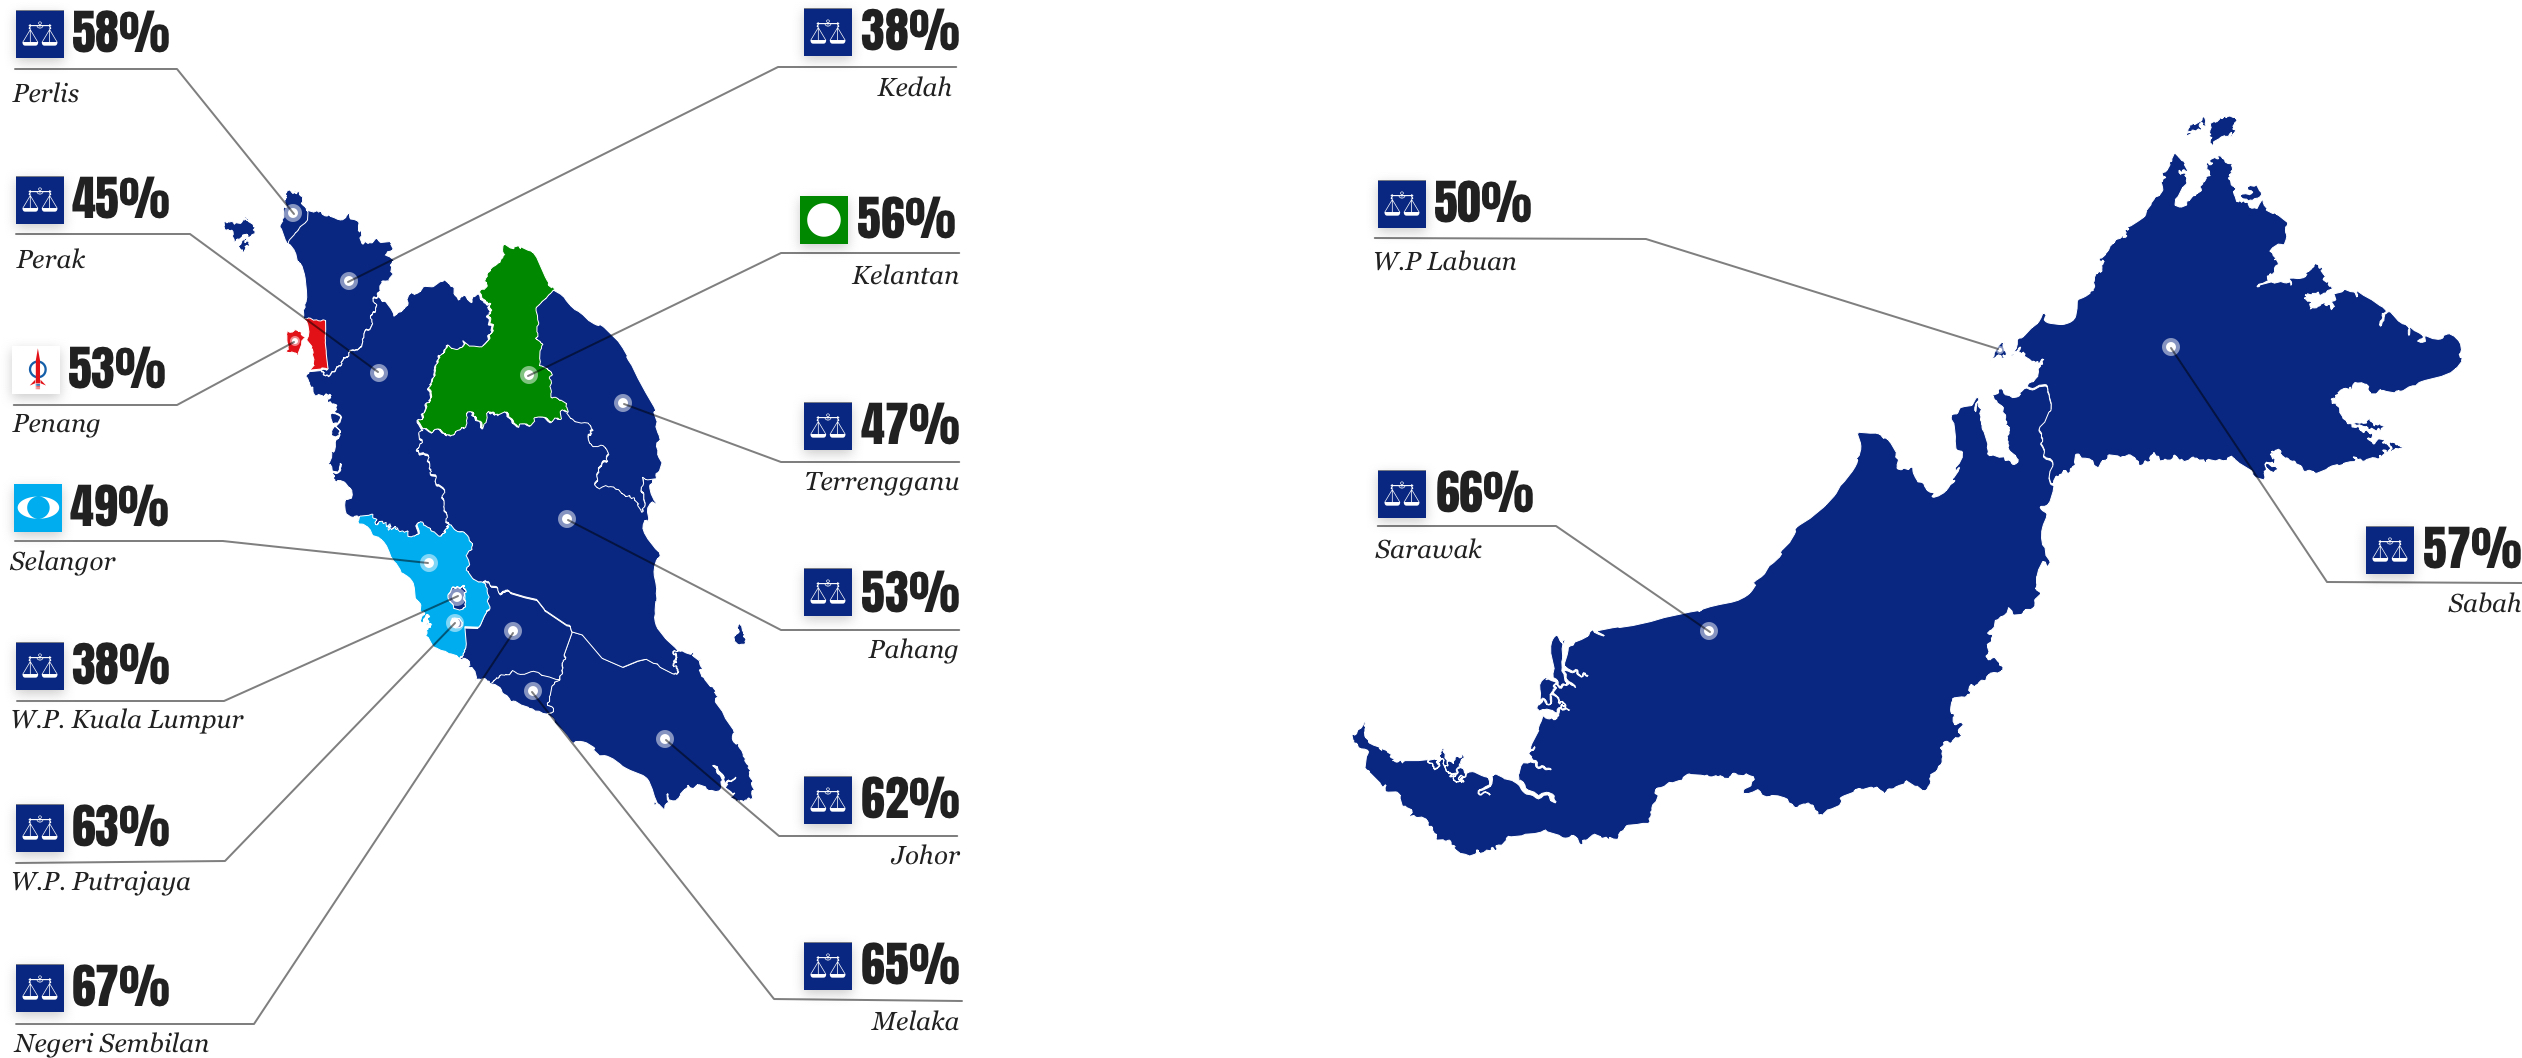 58%
Perlis
38%
Kedah
45%
Perak
56%
Kelantan
53%
Penang
47%
Terrengganu
49%
Selangor
53%
Pahang
38%
W.P. Kuala Lumpur
62%
Johor
63%
W.P. Putrajaya
65%
Melaka
67%
Negeri Sembilan
50%
W.P Labuan
66%
Sarawak
57%
Sabah